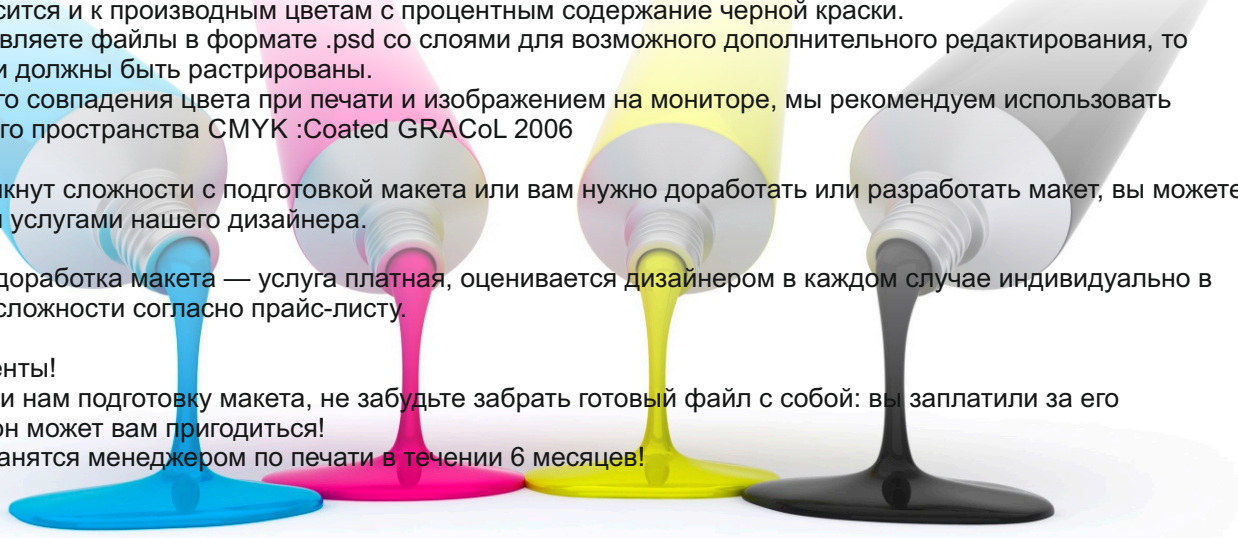 сится и к производным цветам с процентным содержание черной краски.
вляете файлы в формате .psd со слоями для возможного дополнительного редактирования, то
и должны быть растрированы.
го совпадения цвета при печати и изображением на мониторе, мы рекомендуем использовать
го пространства CMYK :Coated GRACoL 2006
кнут сложности с подготовкой макета или вам нужно доработать или разработать макет, вы можете
и услугами нашего дизайнера.
доработка макета — услуга платная, оценивается дизайнером в каждом случае индивидуально в
сложности согласно прайс-листу.
енты!
и нам подготовку макета, не забудьте забрать готовый файл с собой: вы заплатили за его
он может вам пригодиться!
анятся менеджером по печати в течении 6 месяцев!